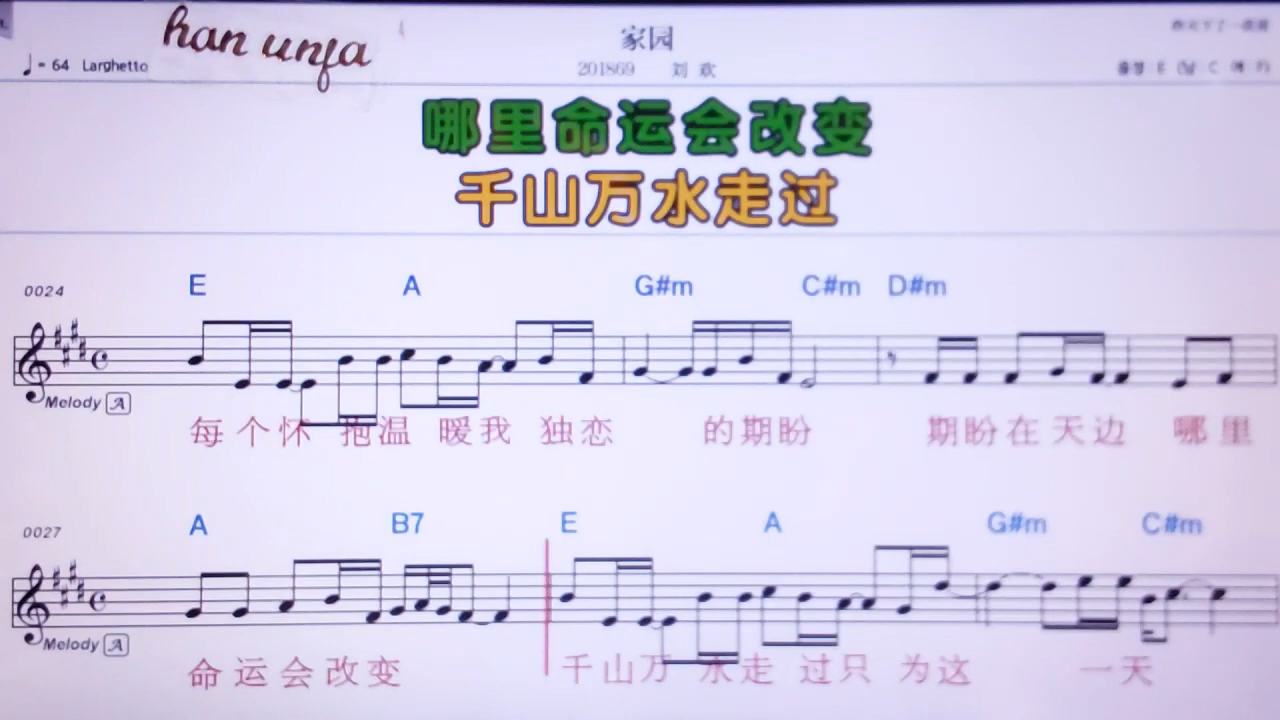 han unfa
家园
♩= 64 Larghetto
201869 刘 欢
哪里命运会改变
千山万水走过
E A G#m C#m D#m
0024
Melody A
每个怀抱温暖我独恋的期盼 期盼在天边哪里
A B7 E A G#m C#m
0027
Melody A
命运会改变 千山万水走过只为这一天